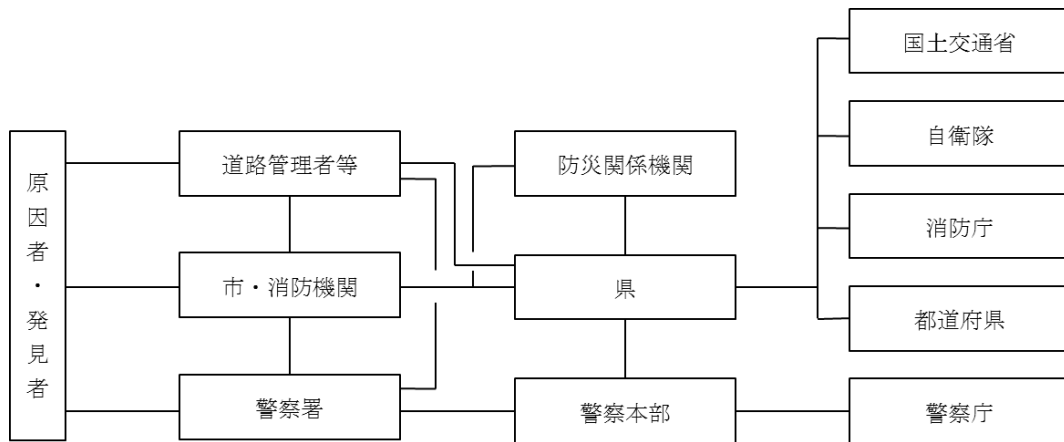 原因者・発見者
道路管理者等
市・消防機関
警察署
防災関係機関
県
警察本部
国土交通省
自衛隊
消防庁
都道府県
警察庁